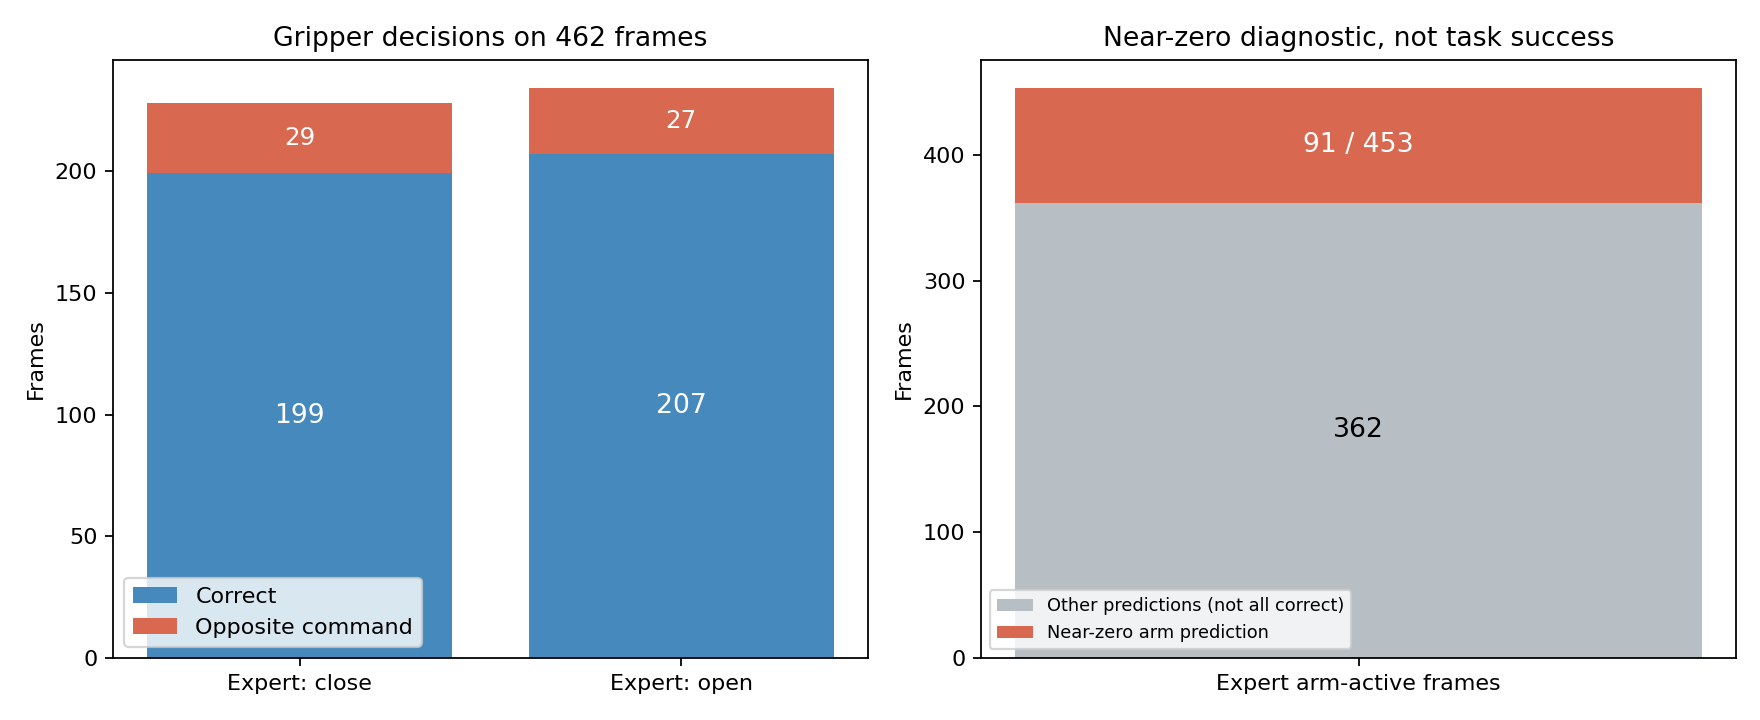 Gripper decisions on 462 frames
Frames
200
150
100
50
0
29
27
199
207
Correct
Opposite command
Expert: close
Expert: open
Near-zero diagnostic, not task success
Frames
400
300
200
100
0
91 / 453
362
Other predictions (not all correct)
Near-zero arm prediction
Expert arm-active frames